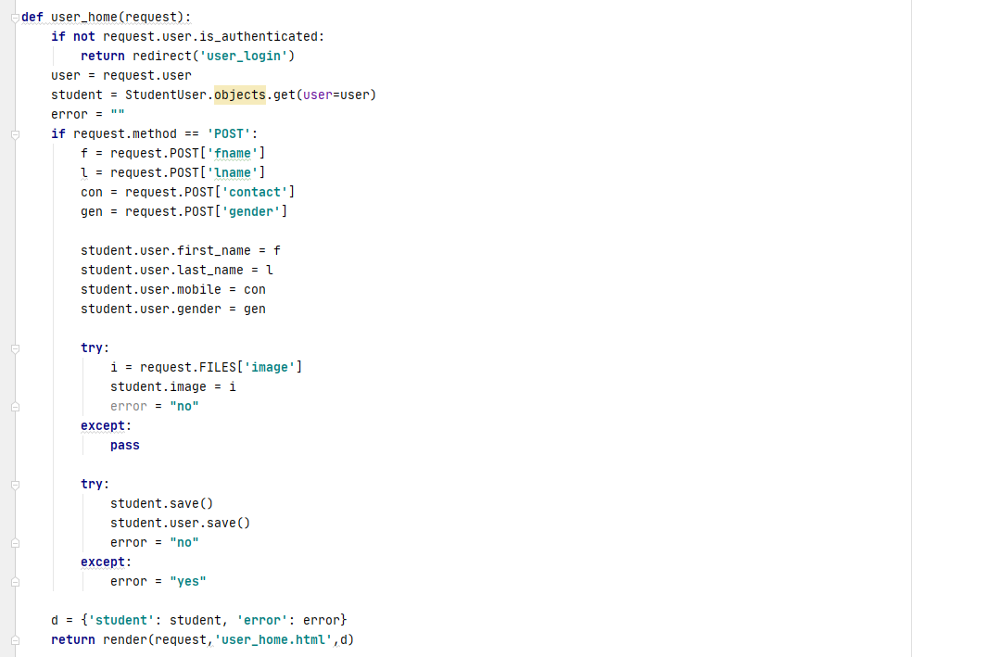 def user_home(request):
    if not request.user.is_authenticated:
        return redirect('user_login')
    user = request.user
    student = StudentUser.objects.get(user=user)
    error = ""
    if request.method == 'POST':
        f = request.POST['fname']
        l = request.POST['lname']
        con = request.POST['contact']
        gen = request.POST['gender']

        student.user.first_name = f
        student.user.last_name = l
        student.user.mobile = con
        student.user.gender = gen

        try:
            i = request.FILES['image']
            student.image = i
            error = "no"
        except:
            pass

        try:
            student.save()
            student.user.save()
            error = "no"
        except:
            error = "yes"

    d = {'student': student, 'error': error}
    return render(request,'user_home.html',d)